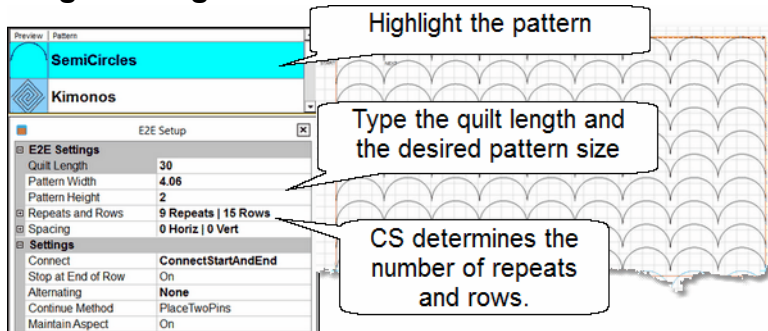 Highlight the pattern
Preview Pattern
SemiCircles
Kimonos
Type the quilt length and
the desired pattern size
E2E Setup
E2E Settings
Quilt Length 30
Pattern Width 4.06
Pattern Height 2
Repeats and Rows 9 Repeats | 15 Rows
Spacing 0 Horiz | 0 Vert
Settings
Connect ConnectStartAndEnd
Stop at End of Row On
Alternating None
Continue Method PlaceTwoPins
Maintain Aspect On
CS determines the
number of repeats
and rows.